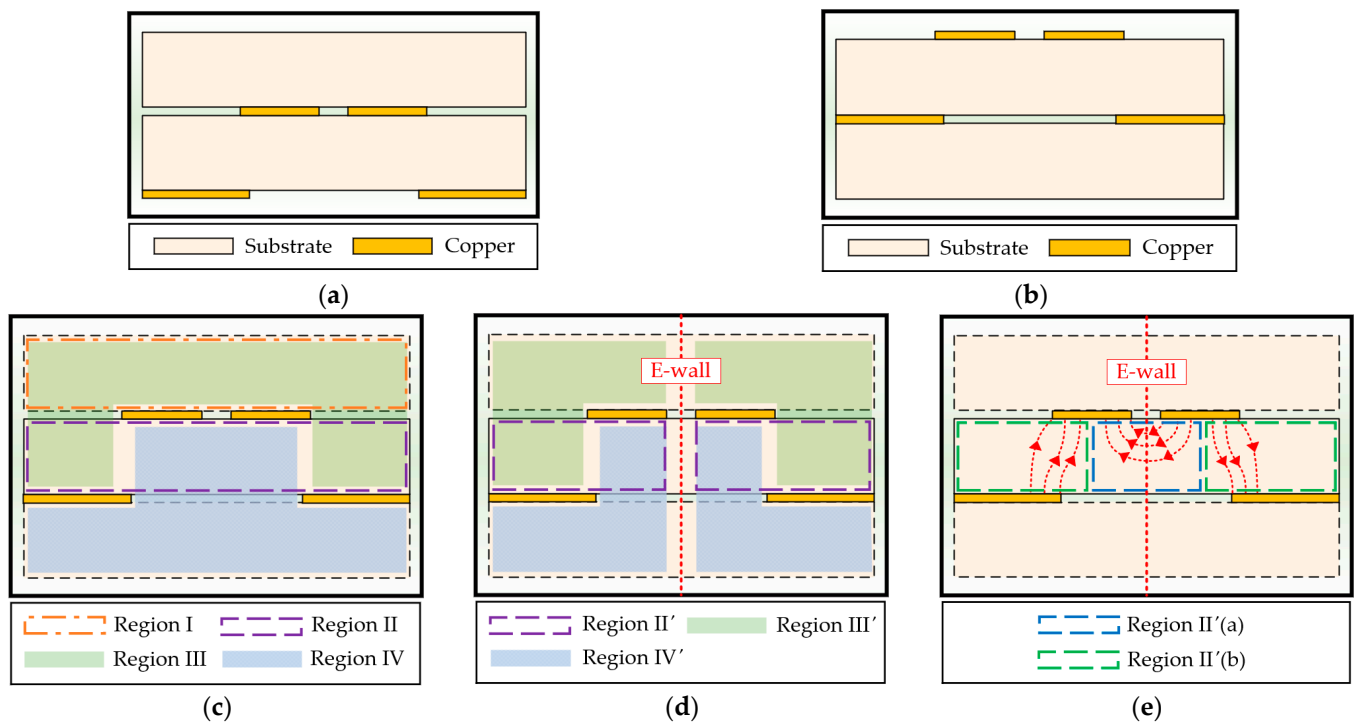 Substrate Copper
(a)
Substrate Copper
(b)
Region I Region II
Region III Region IV
(c)
E-wall
Region II′ Region III′
Region IV′
(d)
E-wall
Region II′(a)
Region II′(b)
(e)